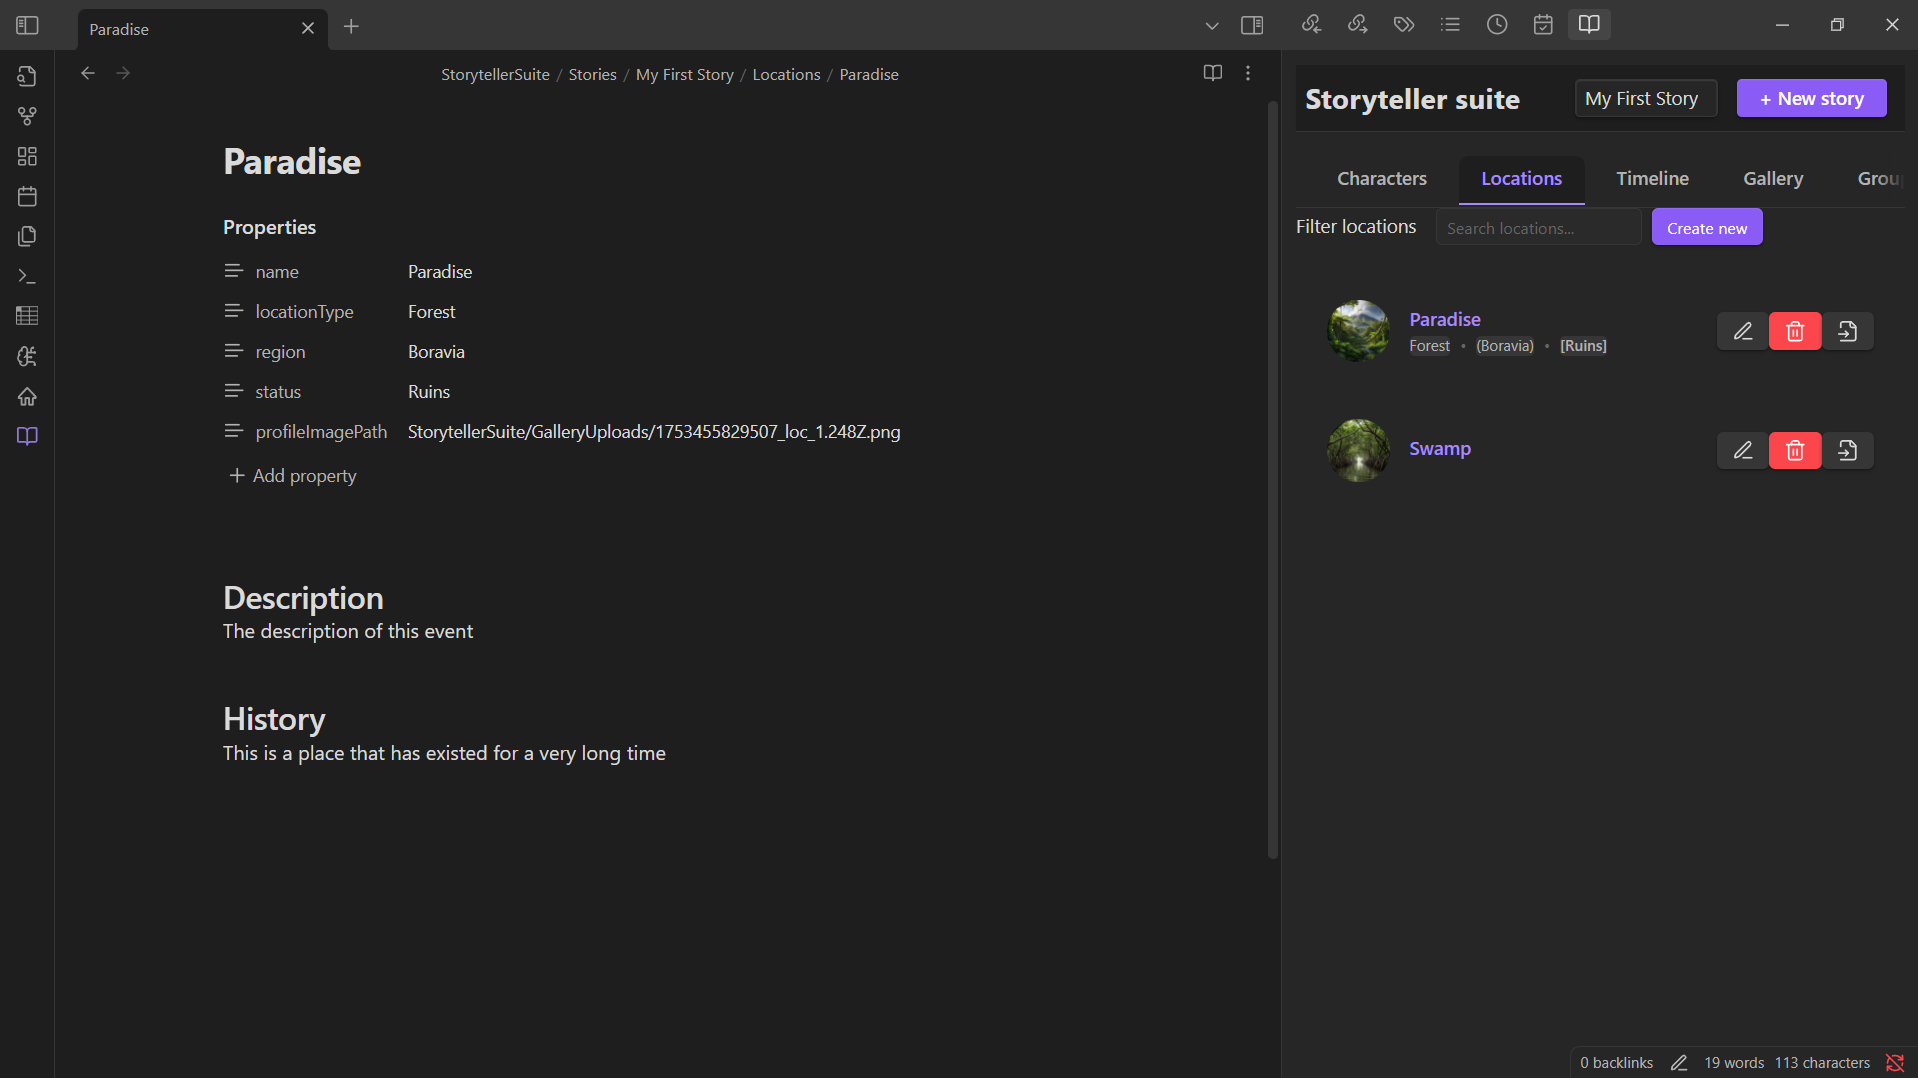 Paradise
StorytellerSuite / Stories / My First Story / Locations / Paradise
Paradise
Properties
name Paradise
locationType Forest
region Boravia
status Ruins
profileImagePath StorytellerSuite/GalleryUploads/1753455829507_loc_1.248Z.png
Add property
Description
The description of this event
History
This is a place that has existed for a very long time
Storyteller suite My First Story + New story
Characters Locations Timeline Gallery Grou
Filter locations Search locations... Create new
Paradise
Forest • (Boravia) • [Ruins]
Swamp
0 backlinks 19 words 113 characters